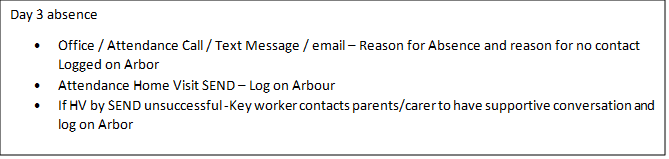 Day 3 absence
• Office / Attendance Call / Text Message / email – Reason for Absence and reason for no contact
Logged on Arbor
• Attendance Home Visit SEND – Log on Arbour
• If HV by SEND unsuccessful -Key worker contacts parents/carer to have supportive conversation and
log on Arbor